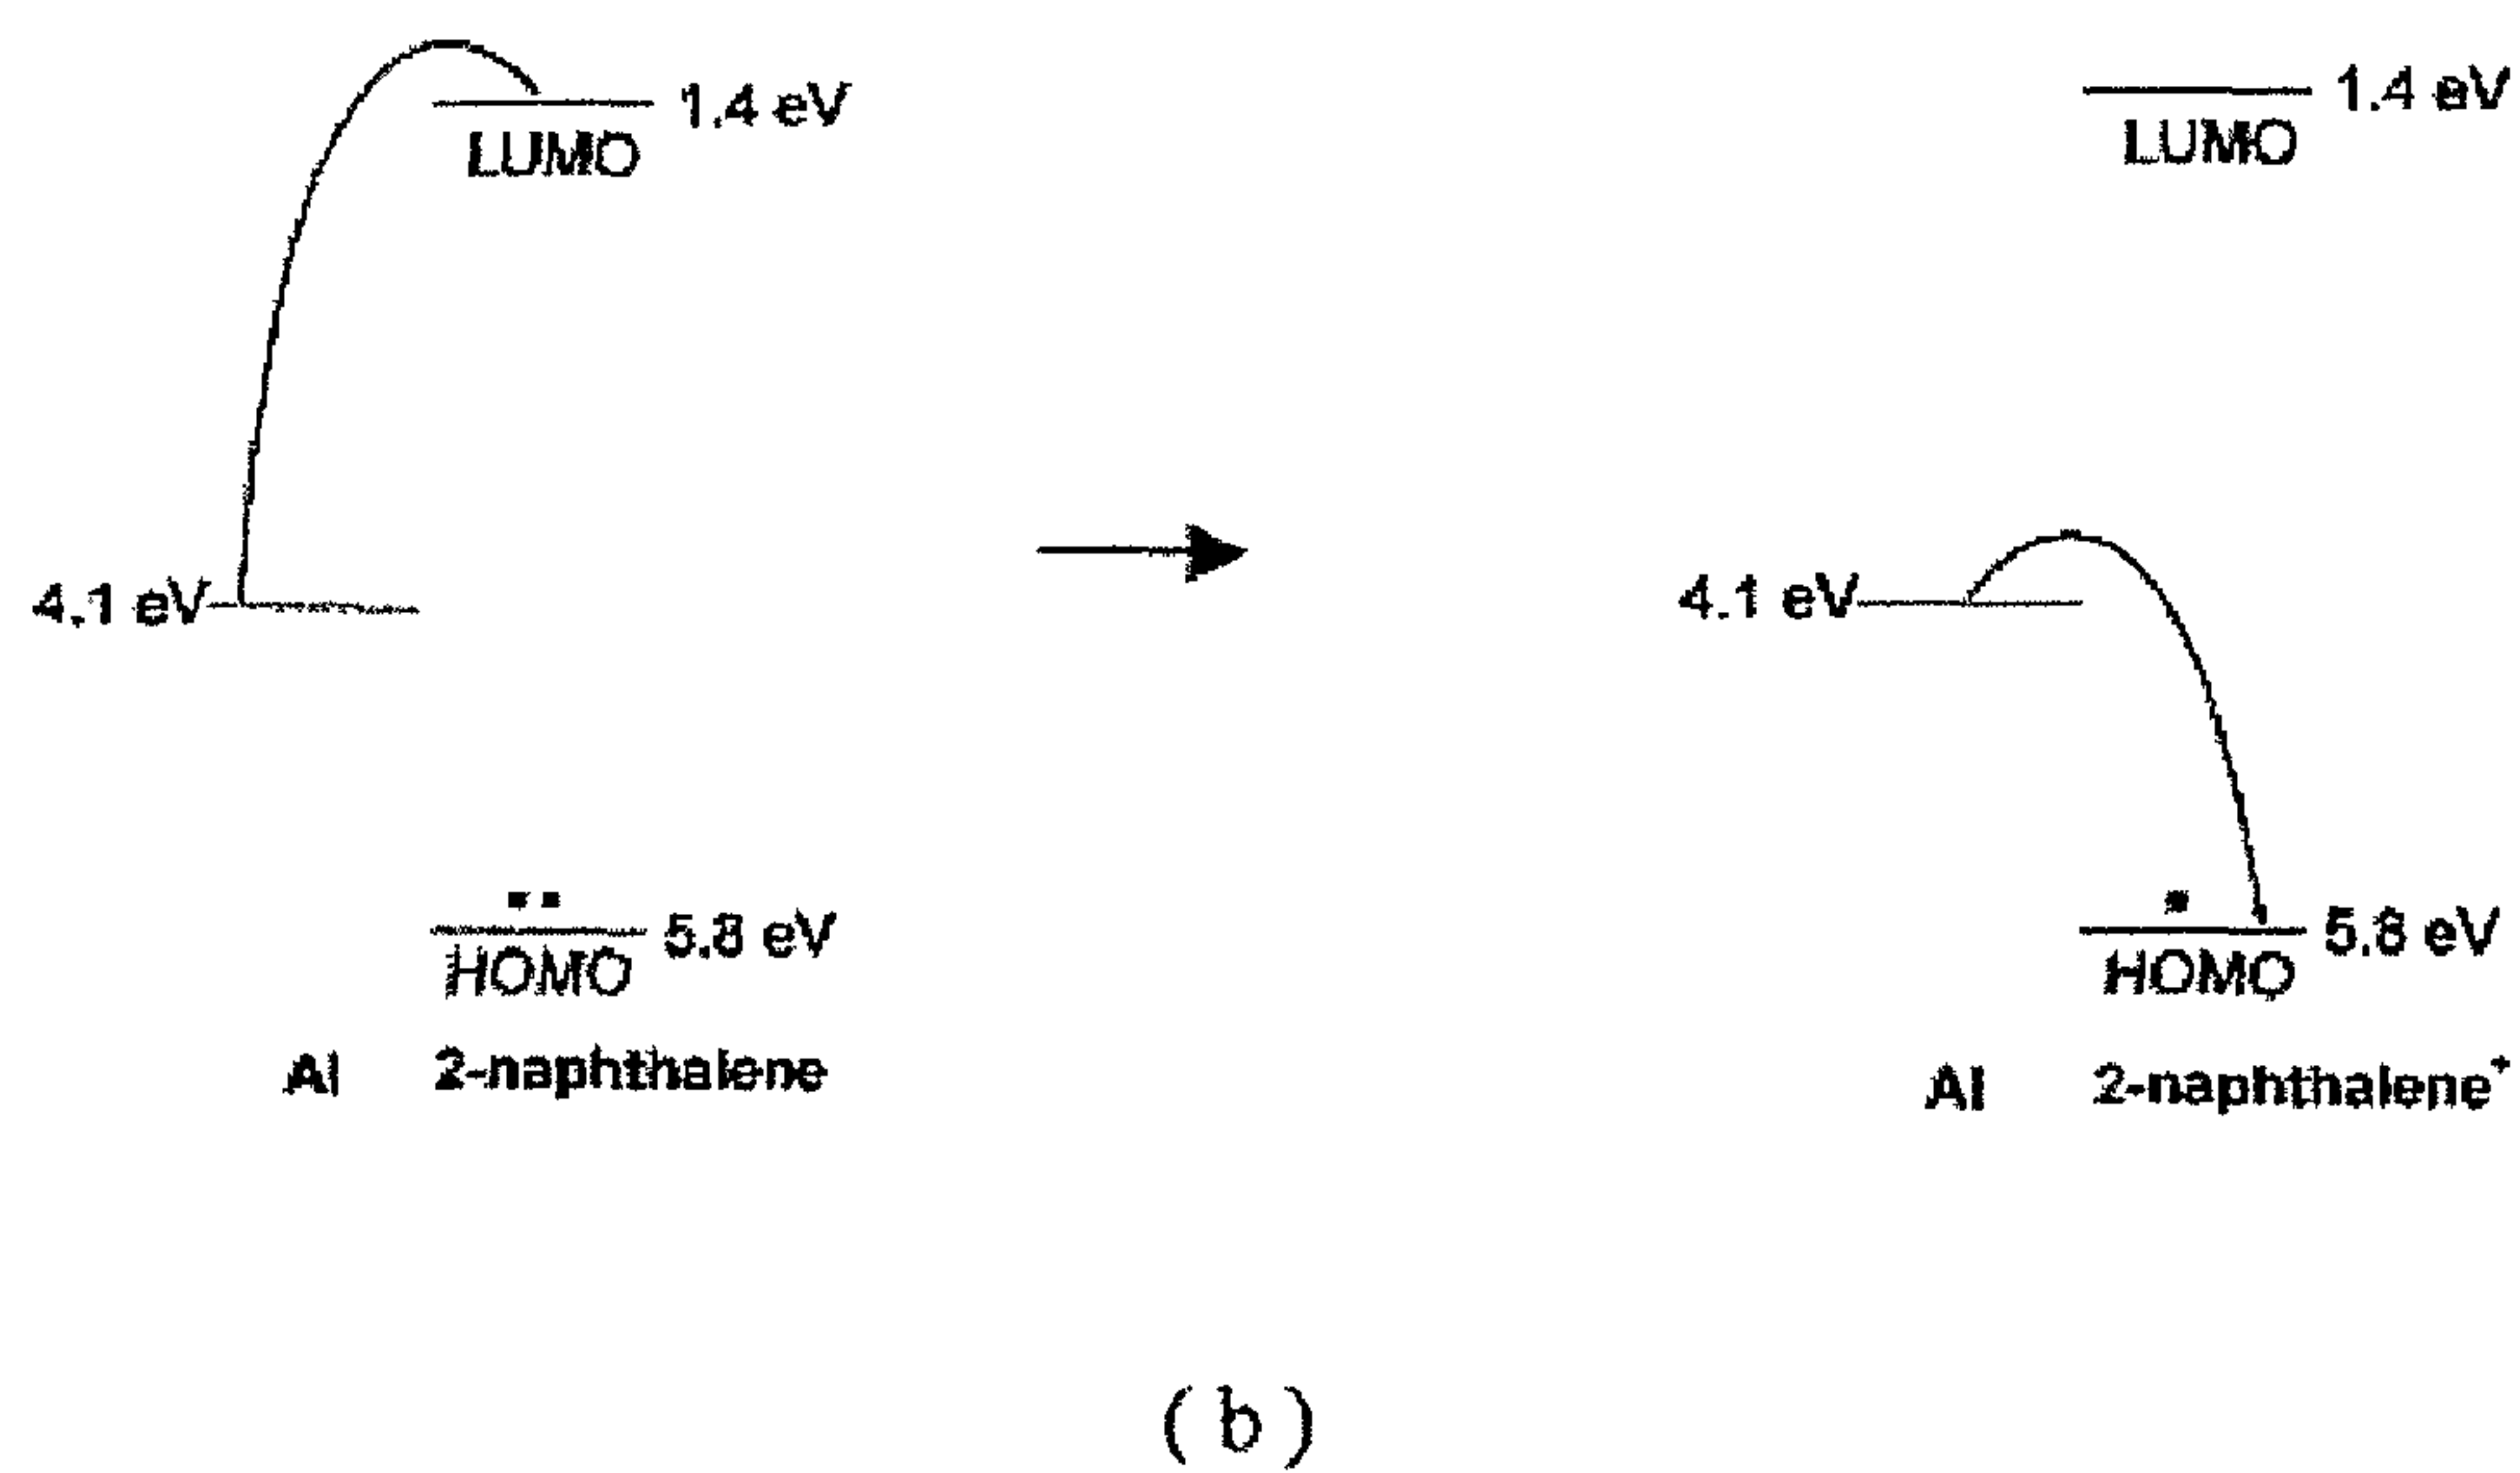 1.4 eV
LUMO
1.4 eV
LUMO
4.1 eV
4.1 eV
5.8 eV
HOMO
5.8 eV
HOMO
Al 2-naphthalene
Al 2-naphthalene⁺
(b)